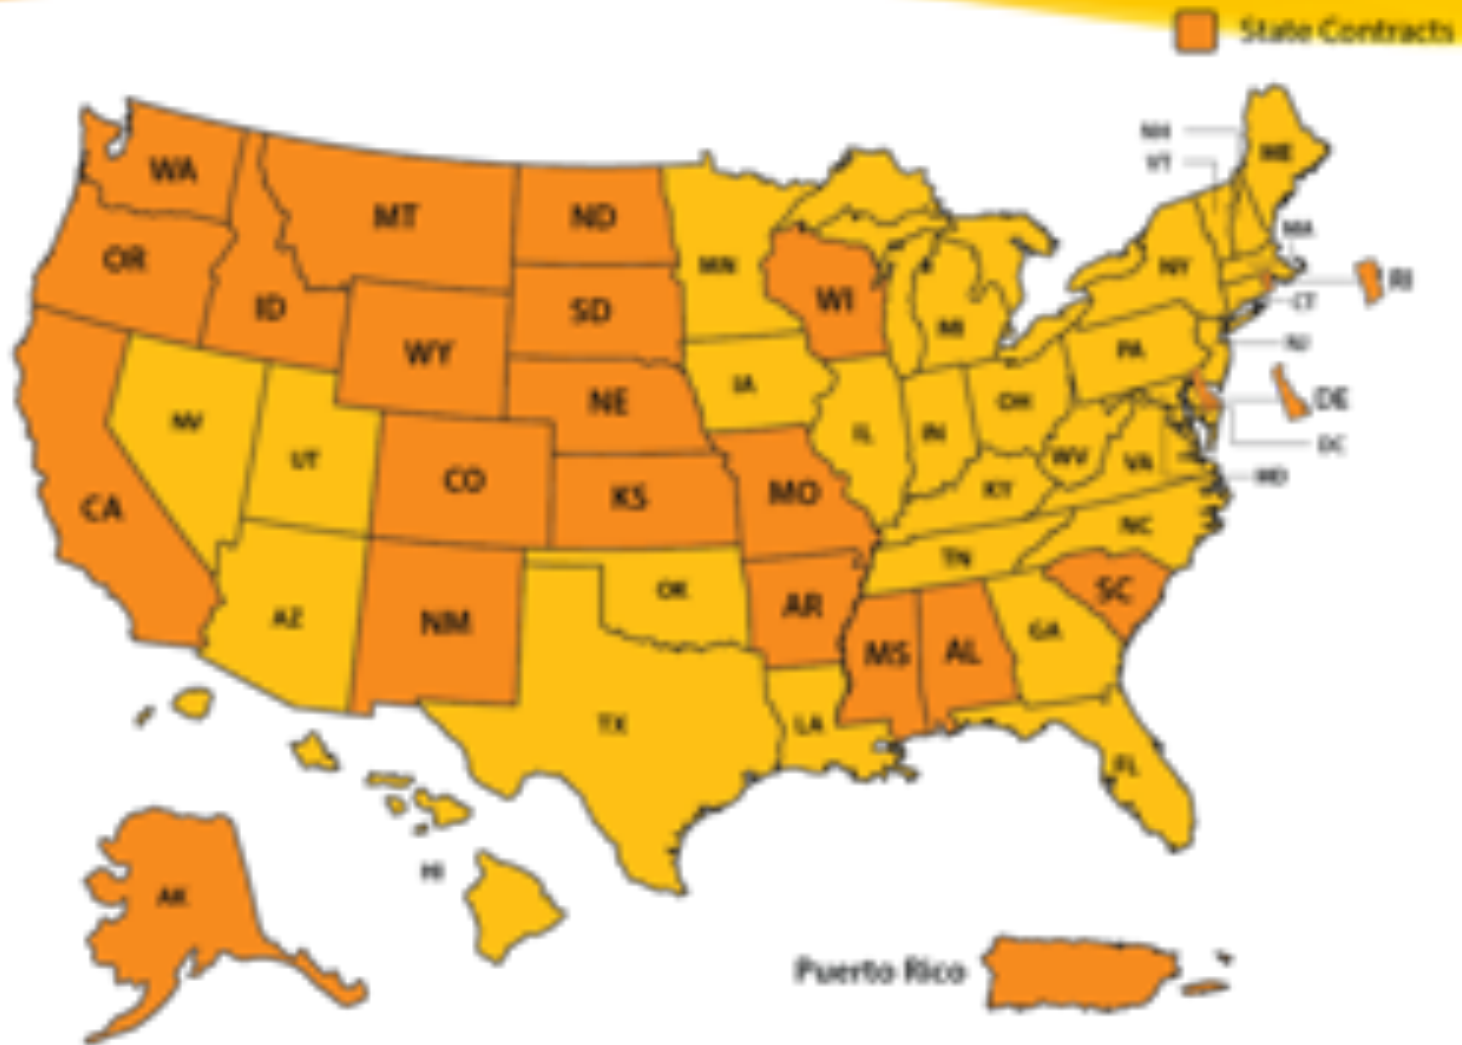 State Contracts
NH
VT
ME
WA
MT
ND
MA
OR
MN
NY
RI
ID
SD
WI
MI
CT
WY
NJ
PA
NE
IA
DE
OH
NV
IL
IN
DC
UT
CO
KS
MO
WV
VA
MD
KY
CA
NC
TN
OK
AR
SC
AZ
NM
MS
AL
GA
TX
LA
FL
HI
AK
Puerto Rico